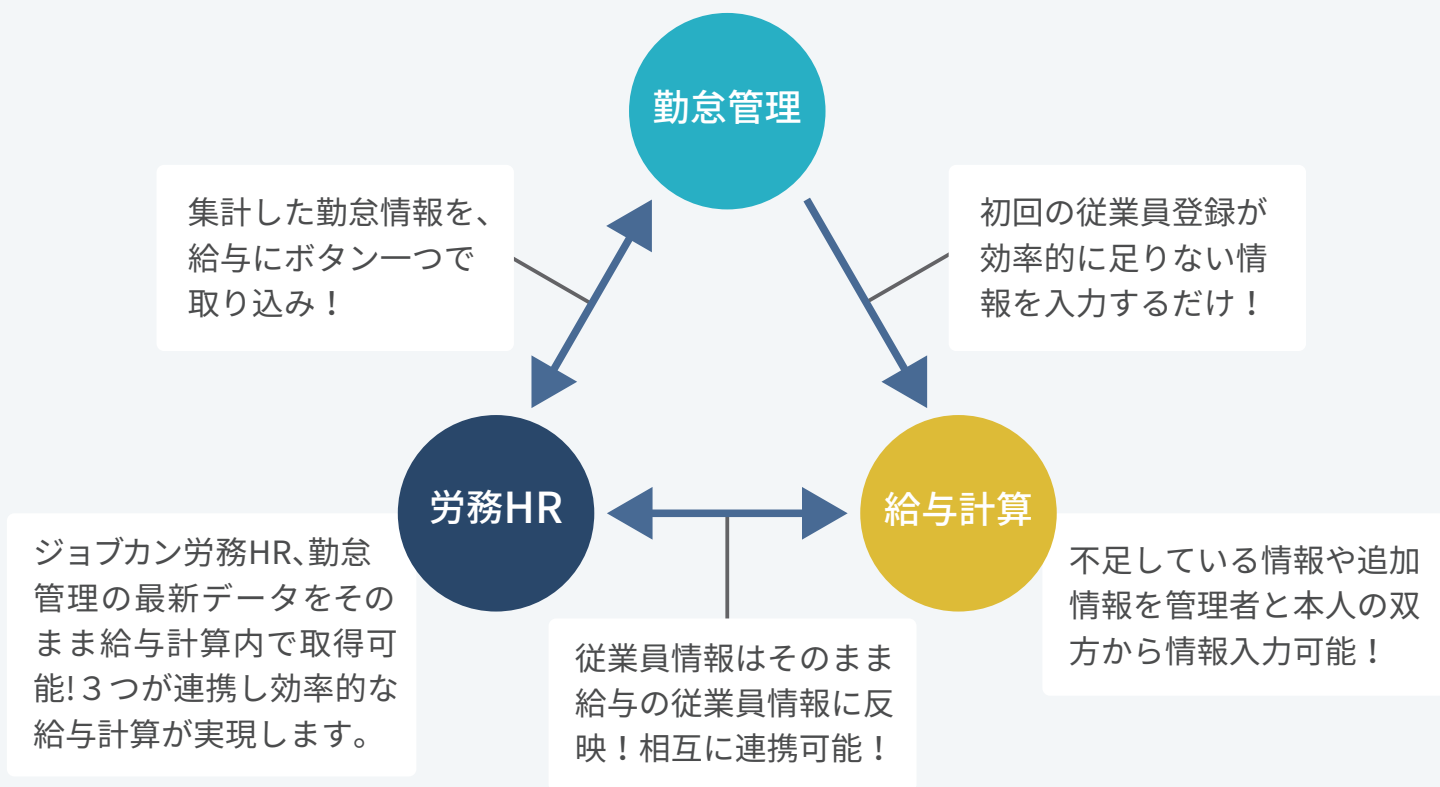 勤怠管理
集計した勤怠情報を、
給与にボタン一つで
取り込み！
初回の従業員登録が
効率的に足りない情
報を入力するだけ！
労務HR
給与計算
ジョブカン労務HR、勤怠
管理の最新データをその
まま給与計算内で取得可
能!３つが連携し効率的な
給与計算が実現します。
従業員情報はそのまま
給与の従業員情報に反
映！相互に連携可能！
不足している情報や追加
情報を管理者と本人の双
方から情報入力可能！